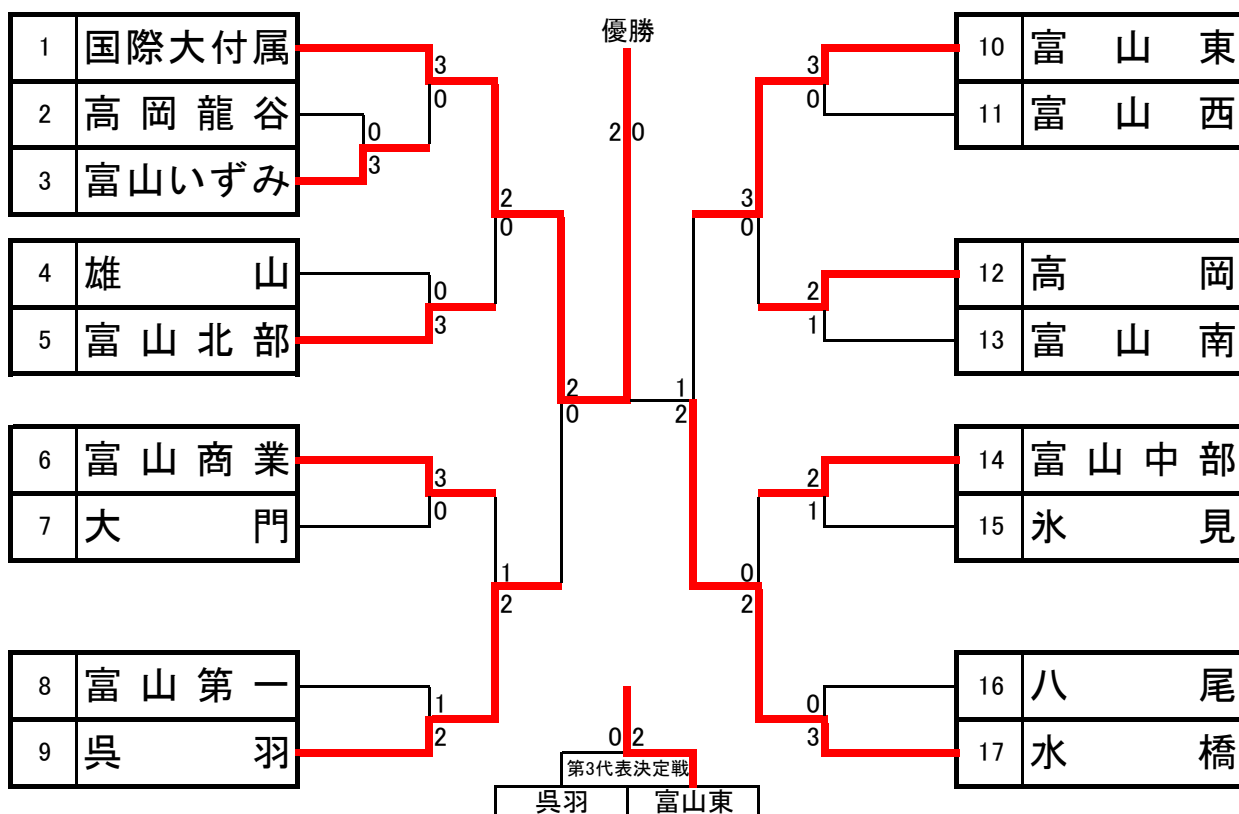 優勝
1 国際大付属
2 高岡龍谷
3 富山いずみ
4 雄山
5 富山北部
6 富山商業
7 大門
8 富山第一
9 呉羽
3
0
0
3
2
0
0
3
2
0
3
0
1
2
1
2
2 0
10 富山東
11 富山西
12 高岡
13 富山南
14 富山中部
15 氷見
16 八尾
17 水橋
3
0
3
0
2
1
1
2
2
1
0
2
0
3
0 2
第3代表決定戦
呉羽 富山東